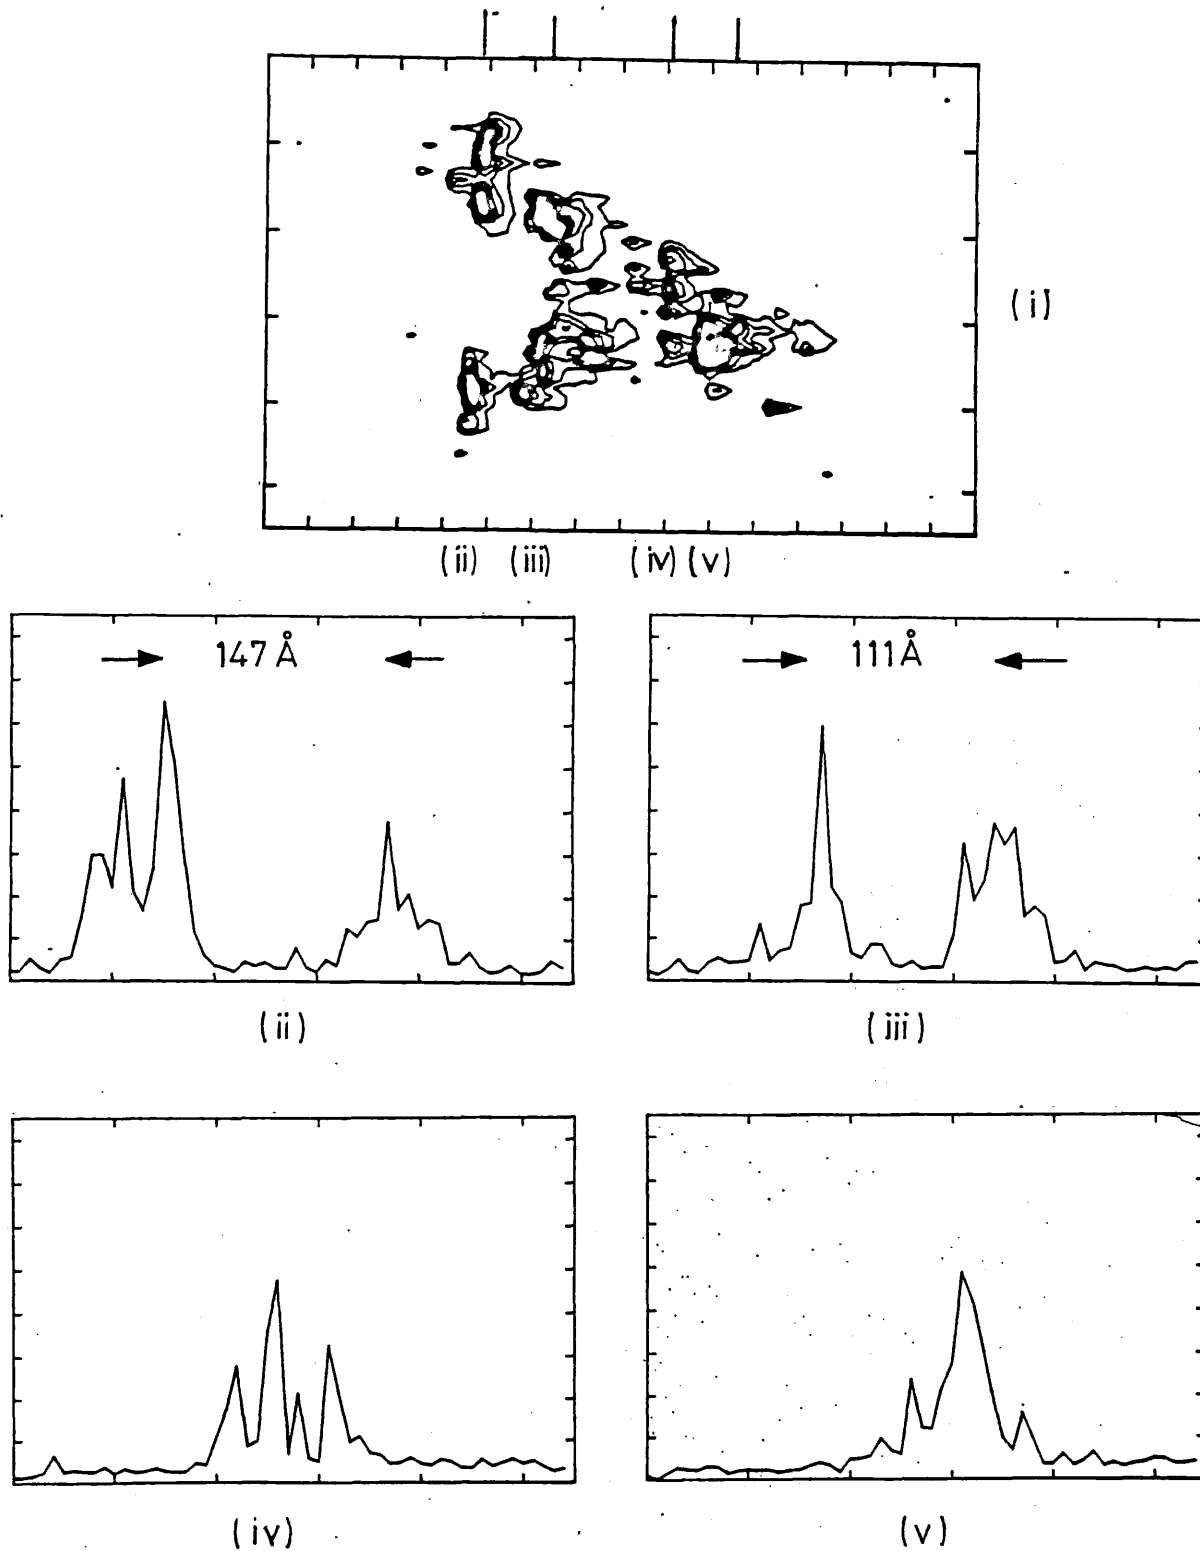 (i)
(ii) (iii) (iv) (v)
147 Å
111 Å
(ii)
(iii)
(iv)
(v)